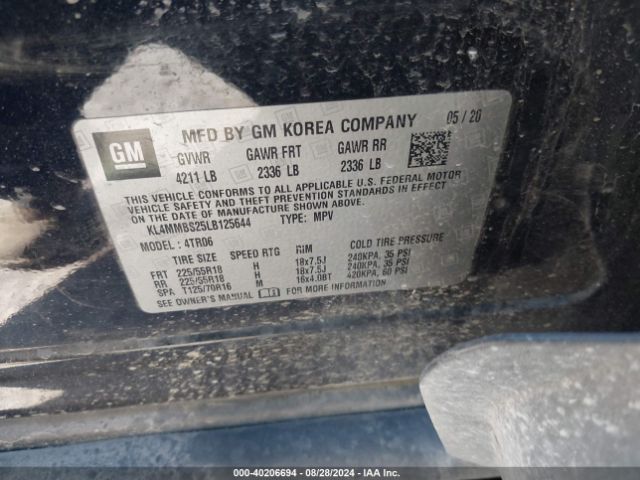 GM
MFD BY GM KOREA COMPANY 05 / 20
GVWR GAWR FRT GAWR RR
4211 LB 2336 LB 2336 LB
THIS VEHICLE CONFORMS TO ALL APPLICABLE U.S. FEDERAL MOTOR
VEHICLE SAFETY AND THEFT PREVENTION STANDARDS IN EFFECT
ON THE DATE OF MANUFACTURE SHOWN ABOVE.
KL4MMBS25LB125644 TYPE: MPV
MODEL : 4TR06
TIRE SIZE SPEED RTG RIM COLD TIRE PRESSURE
FRT 225/55R18 H 18x7.5J 240KPA, 35 PSI
RR 225/55R18 H 18x7.5J 240KPA, 35 PSI
SPA T125/70R16 M 16x4.0BT 420KPA, 60 PSI
SEE OWNER'S MANUAL FOR MORE INFORMATION
000-40206694 - 08/28/2024 - IAA Inc.